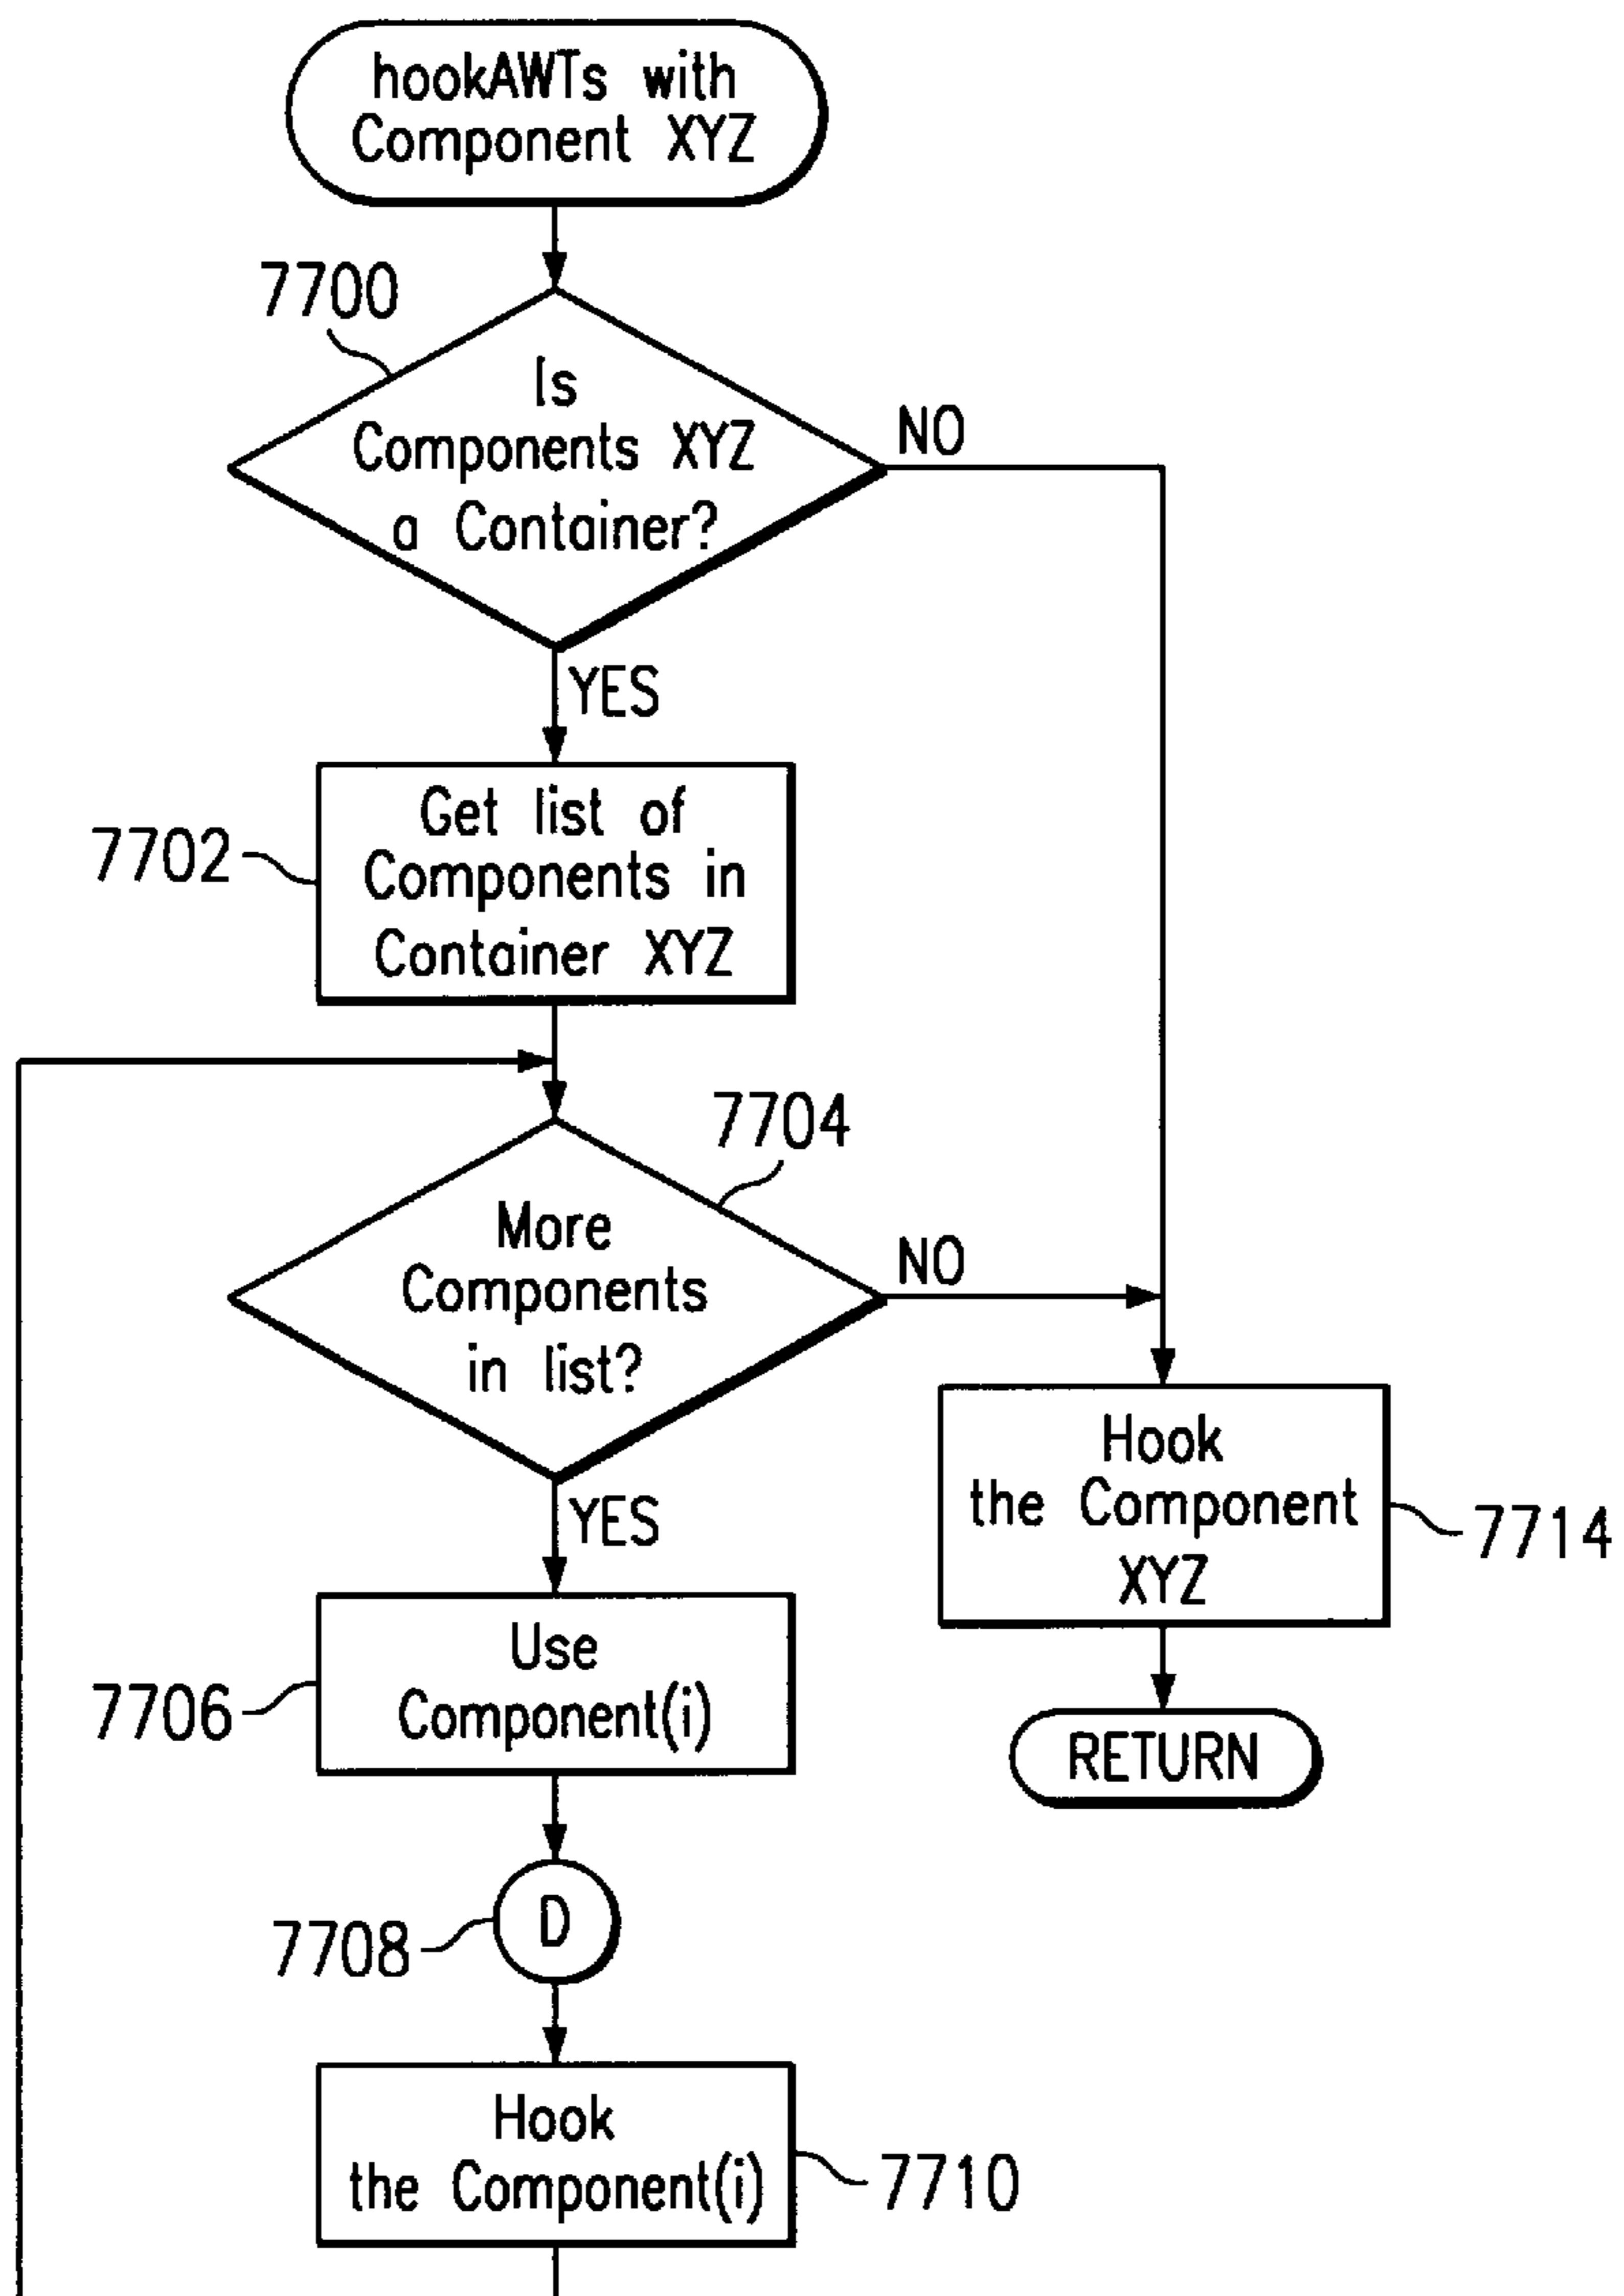 hookAWTs with
Component XYZ
7700
Is
Components XYZ
a Container?
NO
YES
7702
Get list of
Components in
Container XYZ
7704
More
Components
in list?
NO
YES
Hook
the Component
XYZ
7714
7706
Use
Component(i)
RETURN
7708
D
Hook
the Component(i)
7710